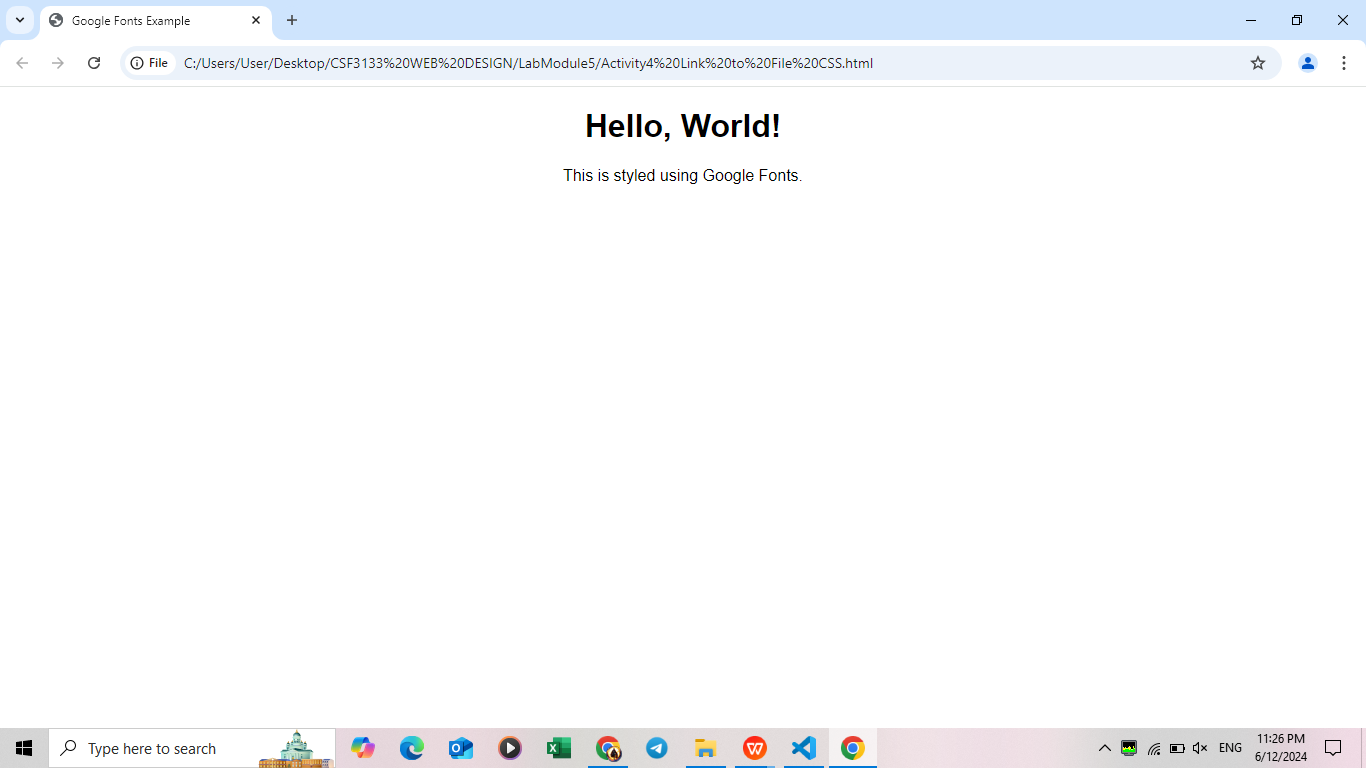 Google Fonts Example
File
C:/Users/User/Desktop/CSF3133%20WEB%20DESIGN/LabModule5/Activity4%20Link%20to%20File%20CSS.html
Hello, World!
This is styled using Google Fonts.
Type here to search
ENG
11:26 PM
6/12/2024